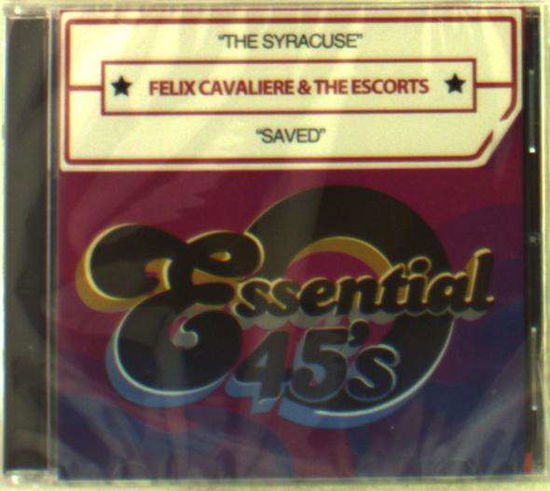 "THE SYRACUSE"
FELIX CAVALIERE & THE ESCORTS
"SAVED"
Essential
45's